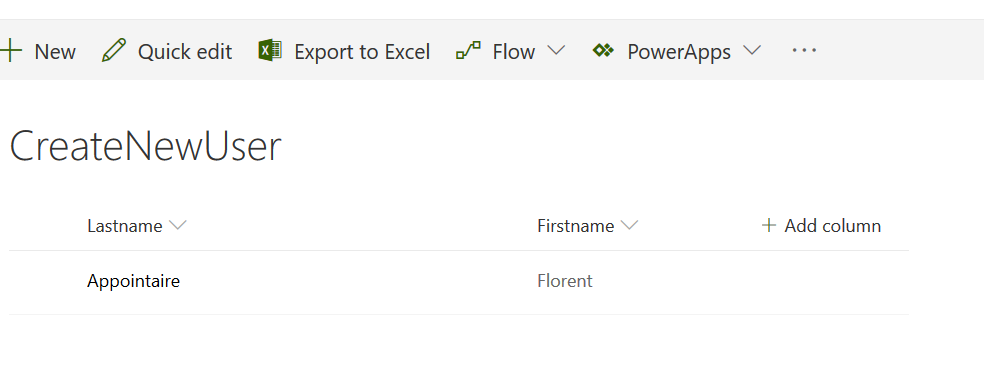 New Quick edit Export to Excel Flow PowerApps ...
CreateNewUser
Lastname Firstname + Add column
Appointaire Florent